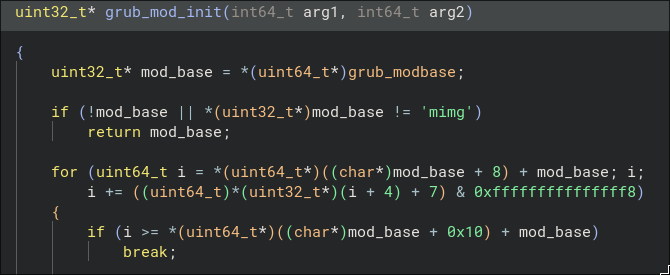 uint32_t* grub_mod_init(int64_t arg1, int64_t arg2)
{
uint32_t* mod_base = *(uint64_t*)grub_modbase;
if (!mod_base || *(uint32_t*)mod_base != 'mimg')
return mod_base;
for (uint64_t i = *(uint64_t*)((char*)mod_base + 8) + mod_base; i;
i += ((uint64_t)*(uint32_t*)(i + 4) + 7) & 0xfffffffffffffff8)
{
if (i >= *(uint64_t*)((char*)mod_base + 0x10) + mod_base)
break;